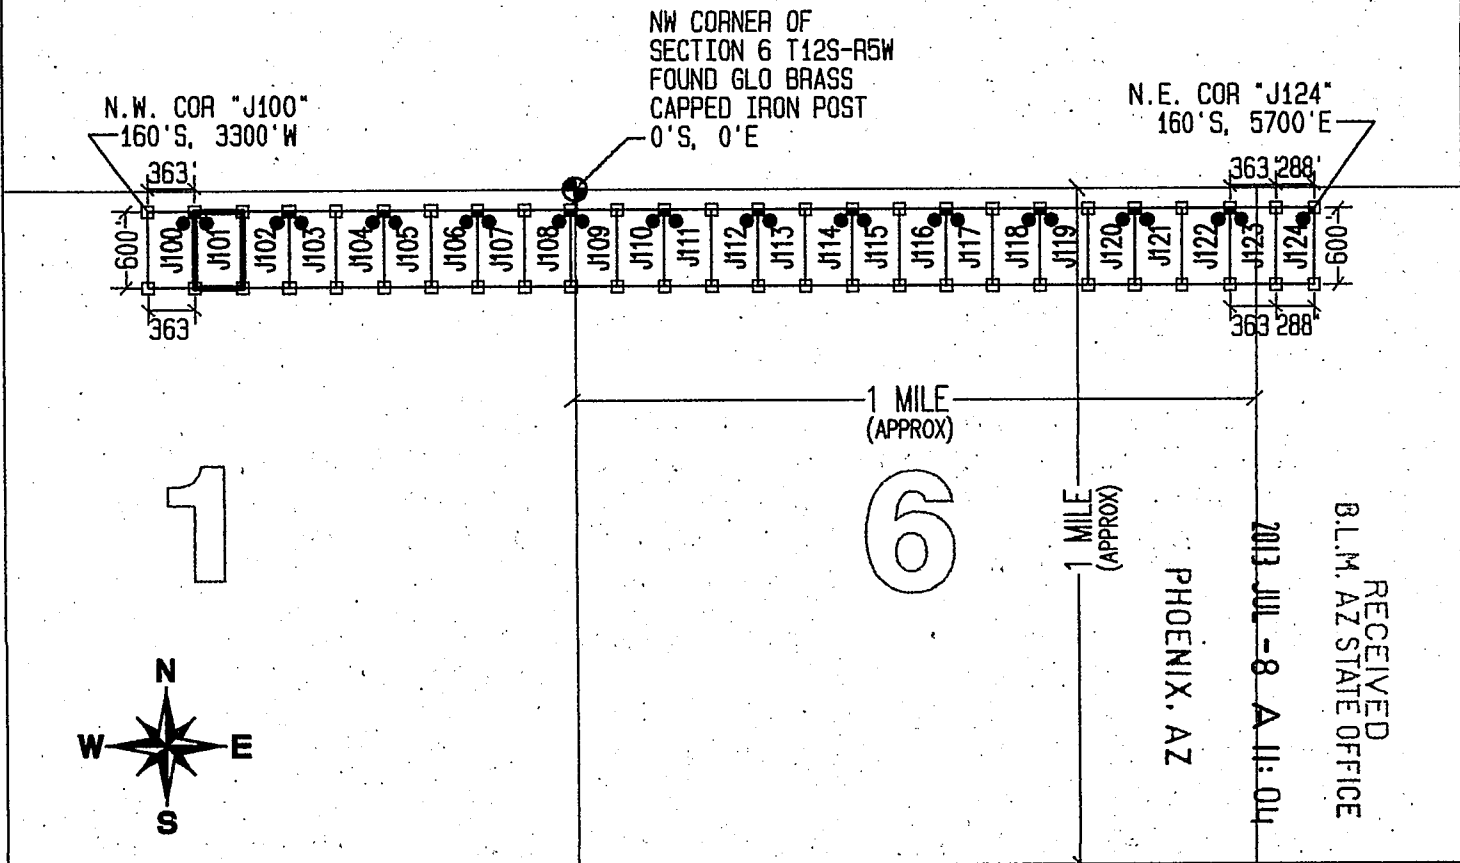 NW CORNER OF
SECTION 6 T12S-R5W
FOUND GLO BRASS
CAPPED IRON POST
0'S, 0'E
N.W. COR "J100"
160'S, 3300'W
N.E. COR "J124"
160'S, 5700'E
363'
363' 288'
600'
J100
J101
J102
J103
J104
J105
J106
J107
J108
J109
J110
J111
J112
J113
J114
J115
J116
J117
J118
J119
J120
J121
J122
J123
J124
600'
363'
363' 288'
1 MILE
(APPROX)
1
6
1 MILE
(APPROX)
RECEIVED
B.L.M. AZ STATE OFFICE
2013 JUL -8 A 11:04
PHOENIX, AZ
N
W E
S